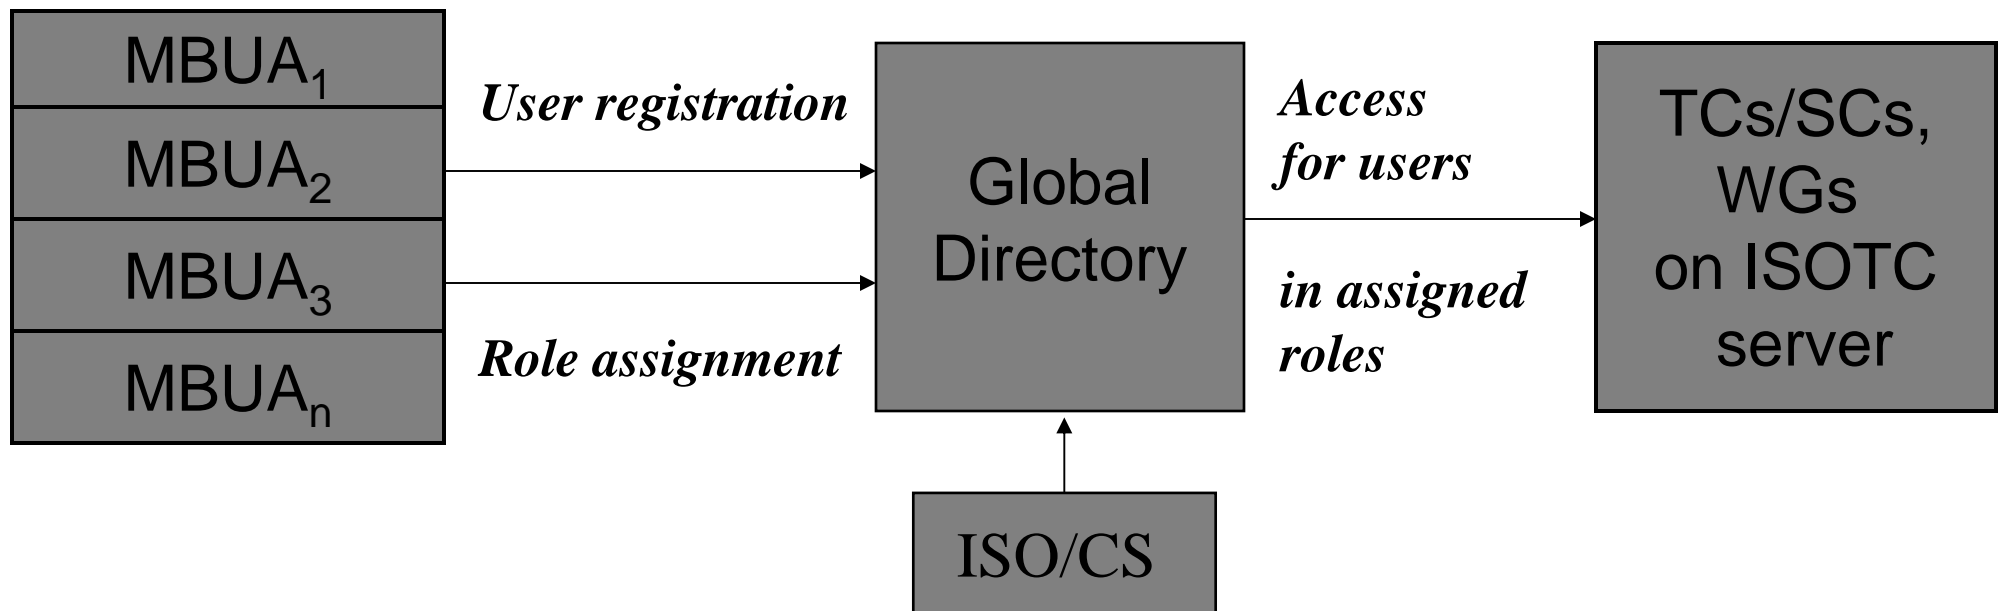 MBUA1
MBUA2
MBUA3
MBUAn
User registration
Role assignment
Global
Directory
Access
for users
in assigned
roles
TCs/SCs,
WGs
on ISOTC
server
ISO/CS